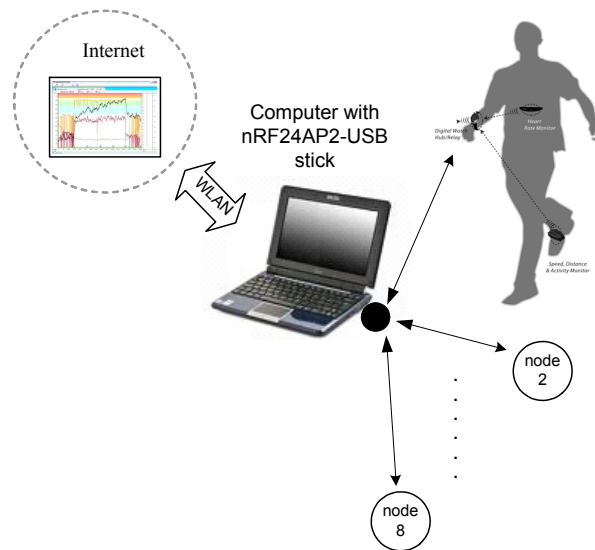 Internet
Computer with
nRF24AP2-USB
stick
WLAN
Digital Watch
Hub/Relay
Heart
Rate Monitor
Speed, Distance
& Activity Monitor
node
2
node
8